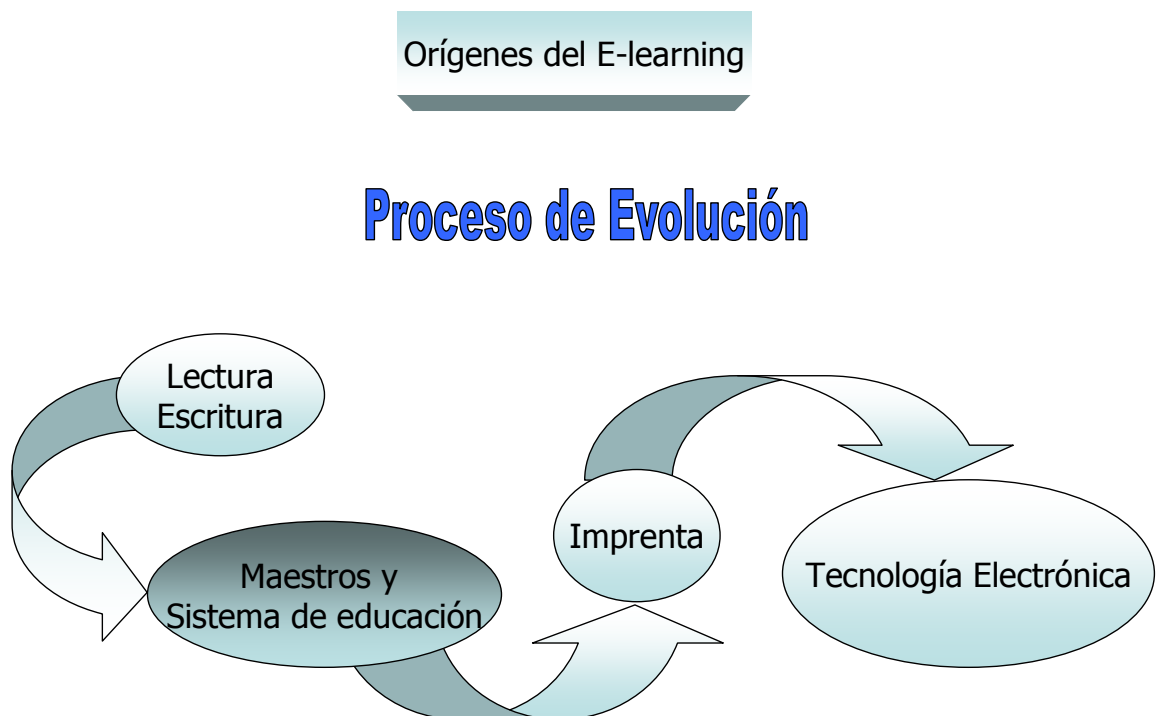 Orígenes del E-learning
Proceso de Evolución
Lectura
Escritura
Maestros y
Sistema de educación
Imprenta
Tecnología Electrónica